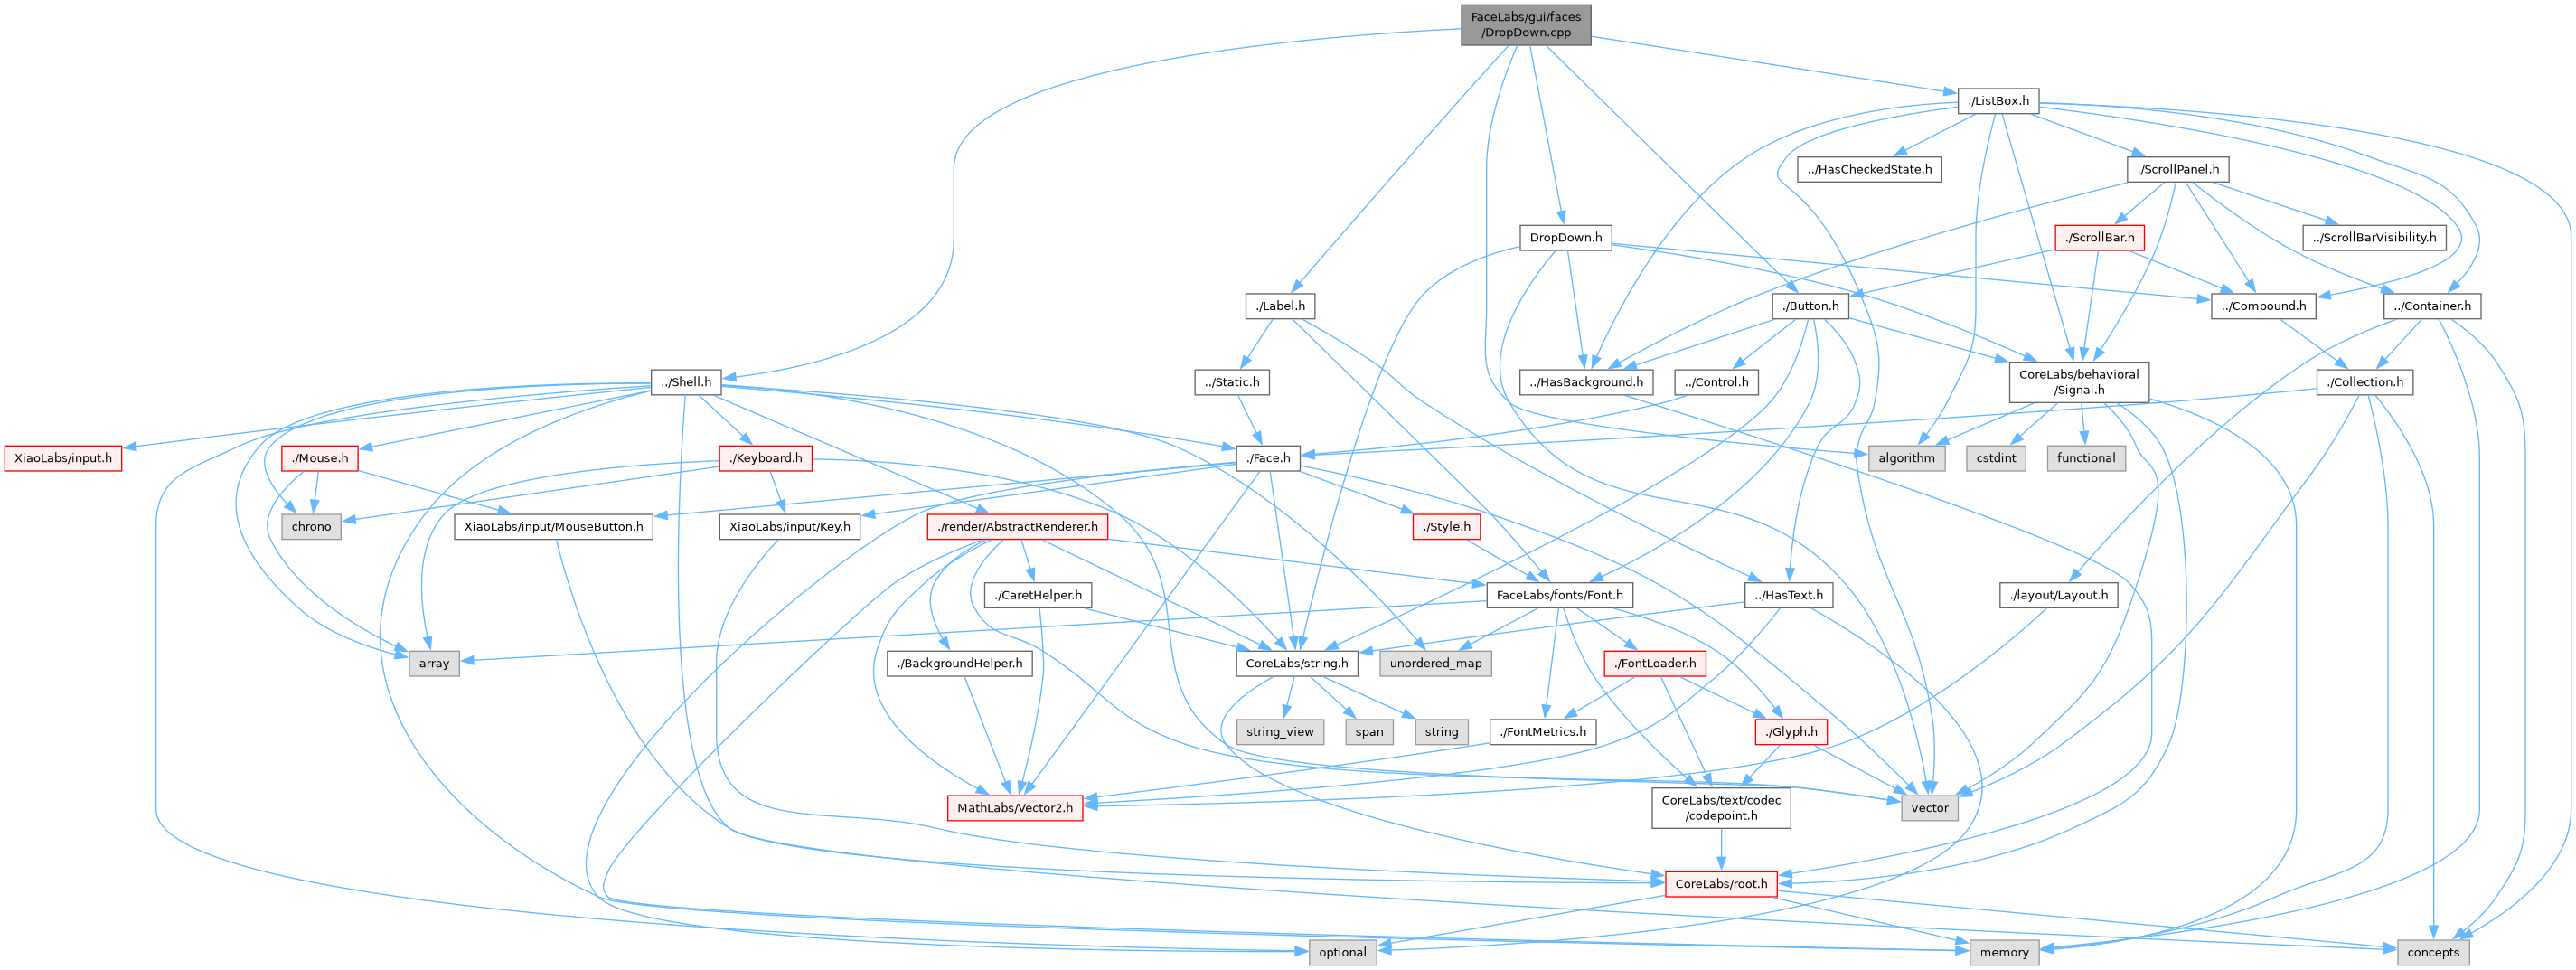 FaceLabs/gui/faces
/DropDown.cpp
./ListBox.h
../HasCheckedState.h
./ScrollPanel.h
DropDown.h
./ScrollBar.h
../ScrollBarVisibility.h
./Label.h
./Button.h
../Compound.h
../Container.h
../Shell.h
../Static.h
../HasBackground.h
../Control.h
CoreLabs/behavioral
/Signal.h
./Collection.h
XiaoLabs/input.h
./Mouse.h
./Keyboard.h
./Face.h
algorithm
cstdint
functional
chrono
XiaoLabs/input/MouseButton.h
XiaoLabs/input/Key.h
./render/AbstractRenderer.h
./Style.h
./CaretHelper.h
FaceLabs/fonts/Font.h
../HasText.h
./layout/Layout.h
array
./BackgroundHelper.h
CoreLabs/string.h
unordered_map
./FontLoader.h
string_view
span
string
./FontMetrics.h
./Glyph.h
MathLabs/Vector2.h
CoreLabs/text/codec
/codepoint.h
vector
CoreLabs/root.h
optional
memory
concepts